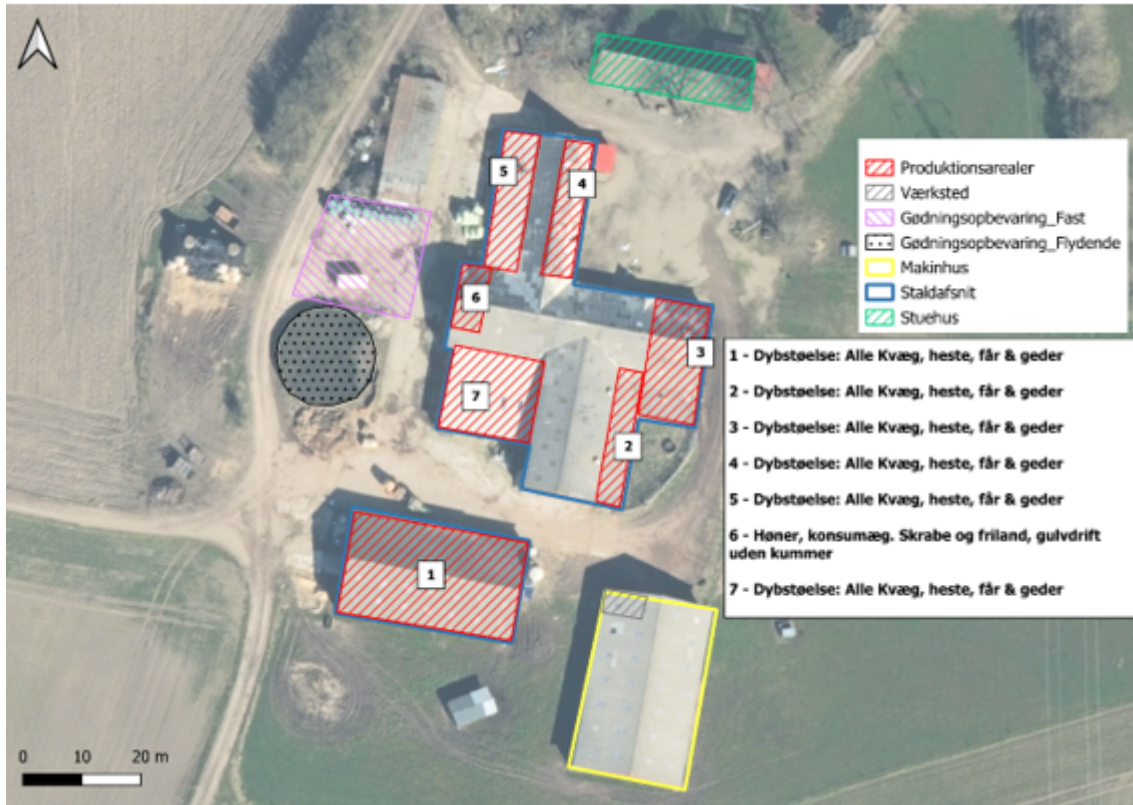 5
4
6
3
7
2
1
Produktionsarealer
Værksted
Gødningsopbevaring_Fast
Gødningsopbevaring_Flydende
Makinhus
Staldafsnit
Stuehus
1 - Dybstøelse: Alle Kvæg, heste, får & geder
2 - Dybstøelse: Alle Kvæg, heste, får & geder
3 - Dybstøelse: Alle Kvæg, heste, får & geder
4 - Dybstøelse: Alle Kvæg, heste, får & geder
5 - Dybstøelse: Alle Kvæg, heste, får & geder
6 - Høner, konsumæg. Skrabe og friland, gulvdrift
uden kummer
7 - Dybstøelse: Alle Kvæg, heste, får & geder
0 10 20 m